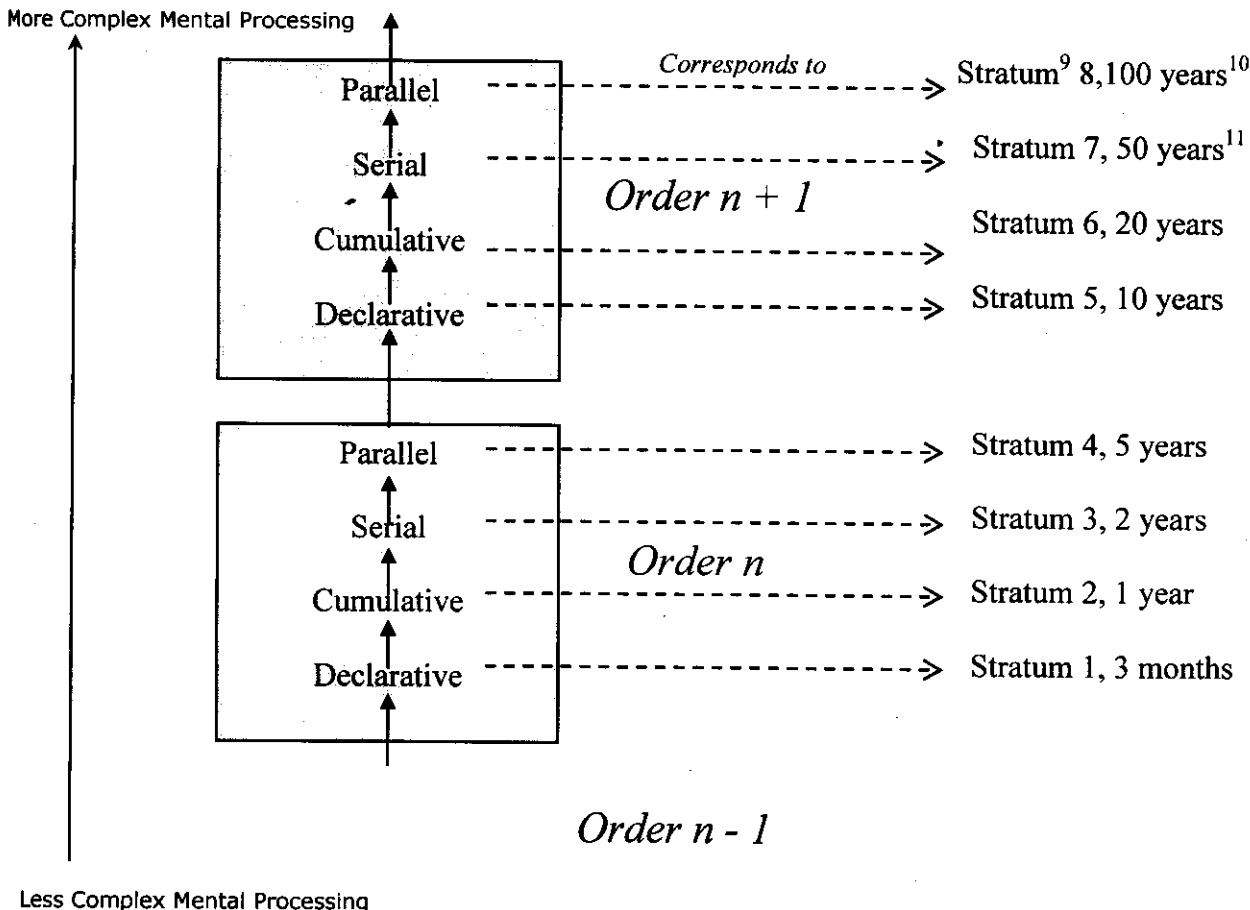 More Complex Mental Processing
Parallel
Corresponds to
Stratum⁹ 8,100 years¹⁰
Serial
Stratum 7, 50 years¹¹
Order n + 1
Cumulative
Stratum 6, 20 years
Declarative
Stratum 5, 10 years
Parallel
Stratum 4, 5 years
Serial
Stratum 3, 2 years
Order n
Cumulative
Stratum 2, 1 year
Declarative
Stratum 1, 3 months
Order n - 1
Less Complex Mental Processing